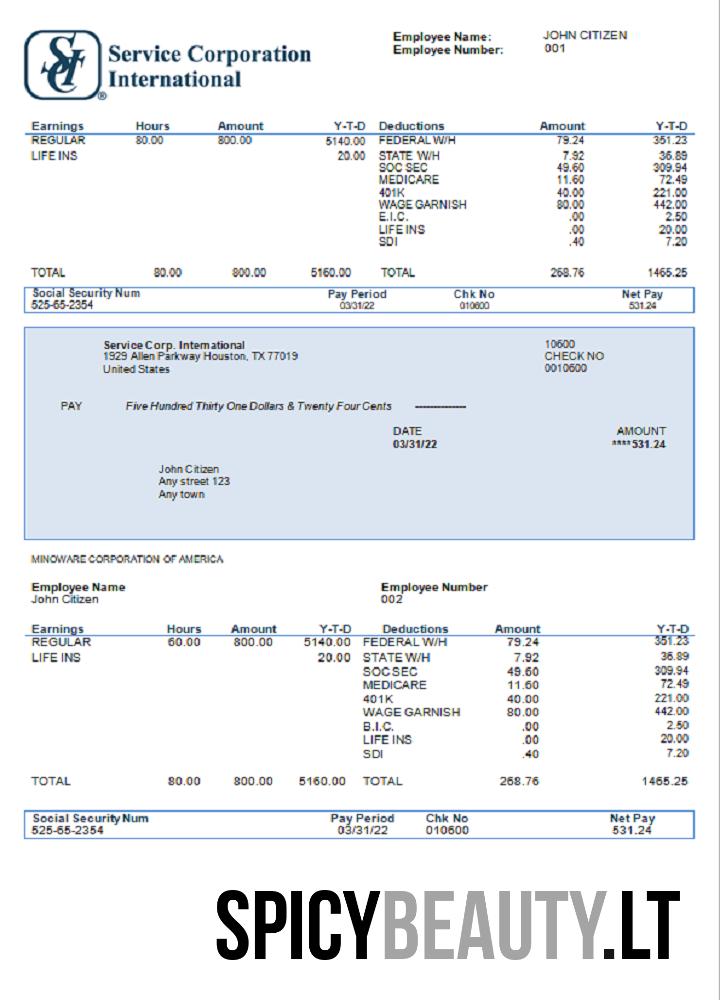 Service Corporation
International
®
Employee Name: JOHN CITIZEN
Employee Number: 001
Earnings Hours Amount Y-T-D Deductions Amount Y-T-D
REGULAR 80.00 800.00 5140.00 FEDERAL W/H 79.24 351.23
LIFE INS 20.00 STATE W/H 7.92 36.89
SOC SEC 49.60 309.94
MEDICARE 11.60 72.49
401K 40.00 221.00
WAGE GARNISH 80.00 442.00
E.I.C. .00 2.50
LIFE INS .00 20.00
SDI .40 7.20
TOTAL 80.00 800.00 5160.00 TOTAL 268.76 1465.25
Social Security Num Pay Period Chk No Net Pay
525-65-2354 03/31/22 010600 531.24
Service Corp. International 10600
1929 Allen Parkway Houston, TX 77019 CHECK NO
United States 0010600
PAY Five Hundred Thirty One Dollars & Twenty Four Cents -------------
DATE AMOUNT
03/31/22 ****531.24
John Citizen
Any street 123
Any town
MINOWARE CORPORATION OF AMERICA
Employee Name Employee Number
John Citizen 002
Earnings Hours Amount Y-T-D Deductions Amount Y-T-D
REGULAR 60.00 800.00 5140.00 FEDERAL W/H 79.24 351.23
LIFE INS 20.00 STATE W/H 7.92 36.89
SOC SEC 49.60 309.94
MEDICARE 11.60 72.49
401K 40.00 221.00
WAGE GARNISH 80.00 442.00
B.I.C. .00 2.50
LIFE INS .00 20.00
SDI .40 7.20
TOTAL 80.00 800.00 5160.00 TOTAL 268.76 1465.25
Social Security Num Pay Period Chk No Net Pay
525-65-2354 03/31/22 010600 531.24
SPICYBEAUTY.LT